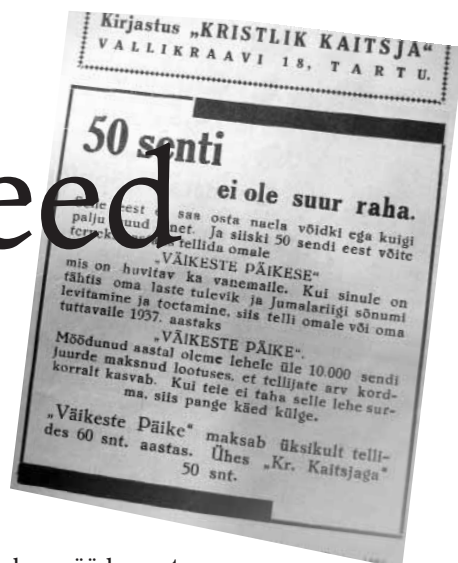 Kirjastus „KRISTLIK KAITSJA“
VALLIKRAAVI 18, TARTU.
50 senti
ei ole suur raha.
eed
eest saa osta naela võidki ega kuigi
palju muud Ja siiski 50 sendi eest võite
tellida omale
„VÄIKESTE PÄIKESE“
mis on huvitav ka vanemaile. Kui sinule on
tähtis oma laste tulevik ja Jumalariigi sõnumi
levitamine ja toetamine, siis telli omale või oma
tuttavaile 1937. aastaks
„VÄIKESTE PÄIKE“.
Möödunud aastal oleme lehele üle 10.000 sendi
juurde maksnud lootuses, et tellijate arv kord-
korralt kasvab. Kui teie ei taha selle lehe sur-
ma, siis pange käed külge.
„Väikeste Päike“ maksab üksikult telli-
des 60 snt. aastas. Ühes „Kr. Kaitsjaga“
50 snt.